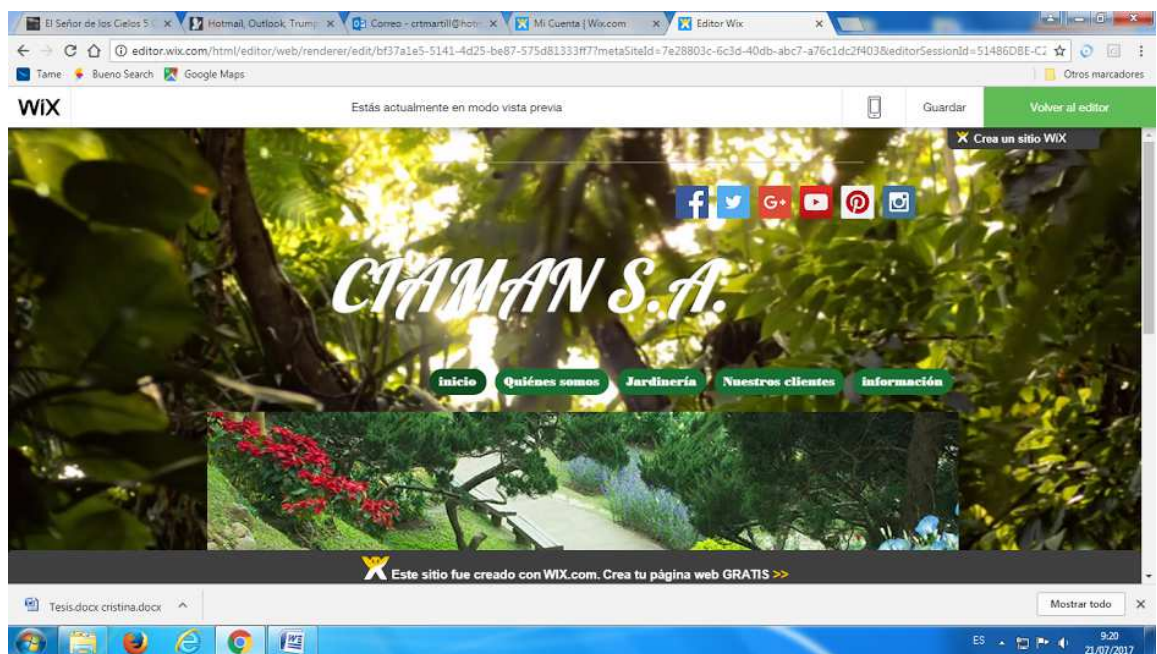 El Señor de los Cielos 5
Hotmail, Outlook, Trump
Correo - crtmartill@hotm
Mi Cuenta | Wix.com
Editor Wix
editor.wix.com/html/editor/web/renderer/edit/bf37a1e5-5141-4d25-be87-575d81333ff7?metaSiteId=7e28803c-6c3d-40db-abc7-a76c1dc2f403&editorSessionId=51486DBE-C2
Tame Bueno Search Google Maps Otros marcadores
WiX Estás actualmente en modo vista previa Guardar Volver al editor
Crea un sitio WiX
G+
CIAMAN S.A.
inicio Quiénes somos Jardinería Nuestros clientes información
Este sitio fue creado con WIX.com. Crea tu página web GRATIS >>
Tesis.docx cristina.docx Mostrar todo
ES 9:20
21/07/2017